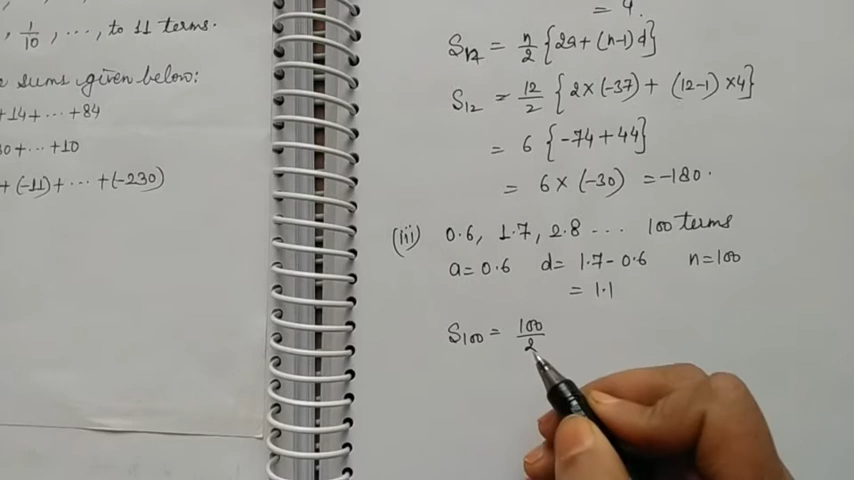 , 1/10 , ..., to 11 terms.
sums given below:
+14+ ... +84
30+ ... +10
+ (-11)+ ... +(-230)
= 4.
S12 = n/2 {2a+(n-1)d}
S12 = 12/2 {2×(-37)+ (12-1) ×4}
= 6 {-74+44}
= 6× (-30) = -180.
(iii) 0.6, 1.7, 2.8 ... 100 terms
a=0.6 d= 1.7-0.6 n=100
= 1.1
S100 = 100/2